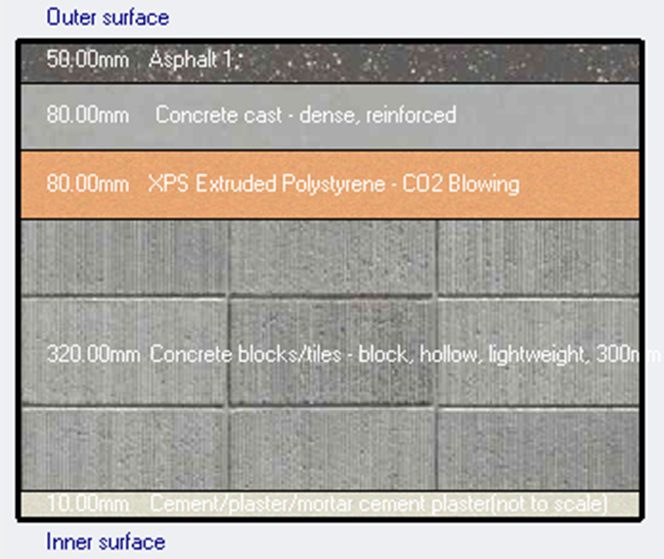 Outer surface
50.00mm Asphalt 1
80.00mm Concrete cast - dense, reinforced
80.00mm XPS Extruded Polystyrene - CO2 Blowing
320.00mm Concrete blocks/tiles - block, hollow, lightweight, 300m
10.00mm Cement/plaster/mortar cement plaster(not to scale)
Inner surface